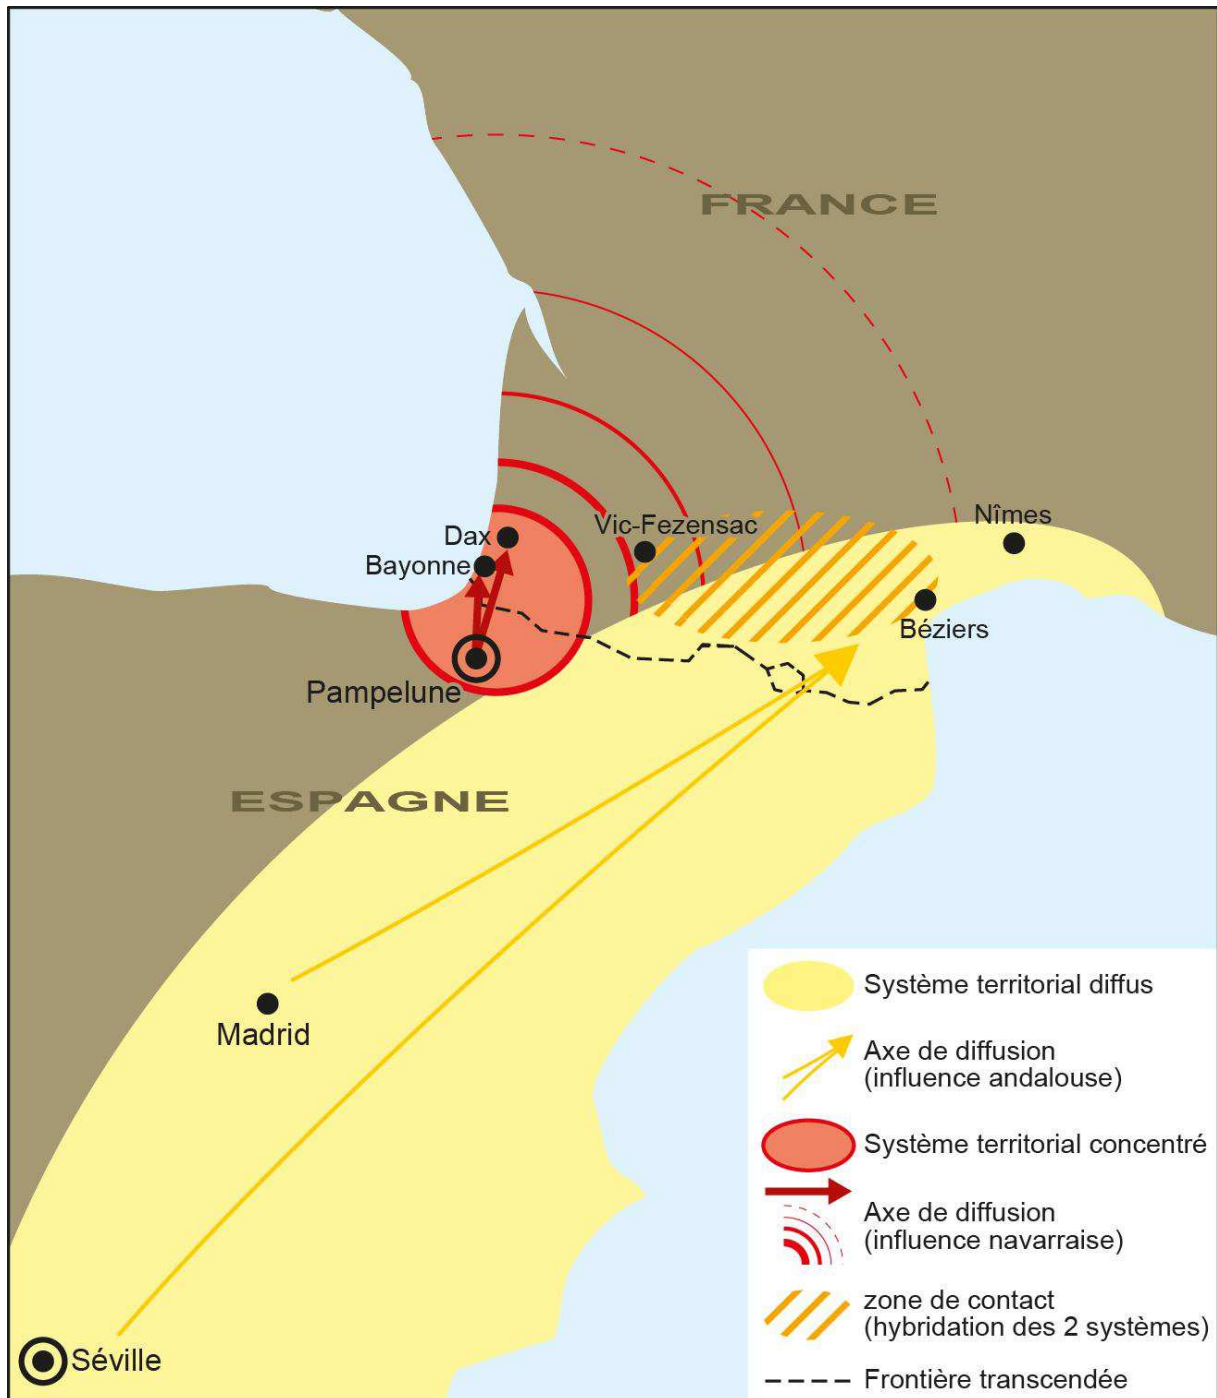 FRANCE
Nîmes
Vic-Fezensac
Dax
Bayonne
Béziers
Pampelune
ESPAGNE
Madrid
Séville
Système territorial diffus
Axe de diffusion
(influence andalouse)
Système territorial concentré
Axe de diffusion
(influence navarraise)
zone de contact
(hybridation des 2 systèmes)
Frontière transcendée